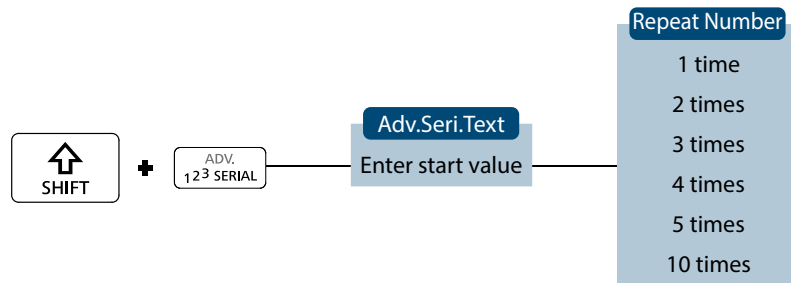 SHIFT
+
ADV.
123 SERIAL
Adv.Seri.Text
Enter start value
Repeat Number
1 time
2 times
3 times
4 times
5 times
10 times